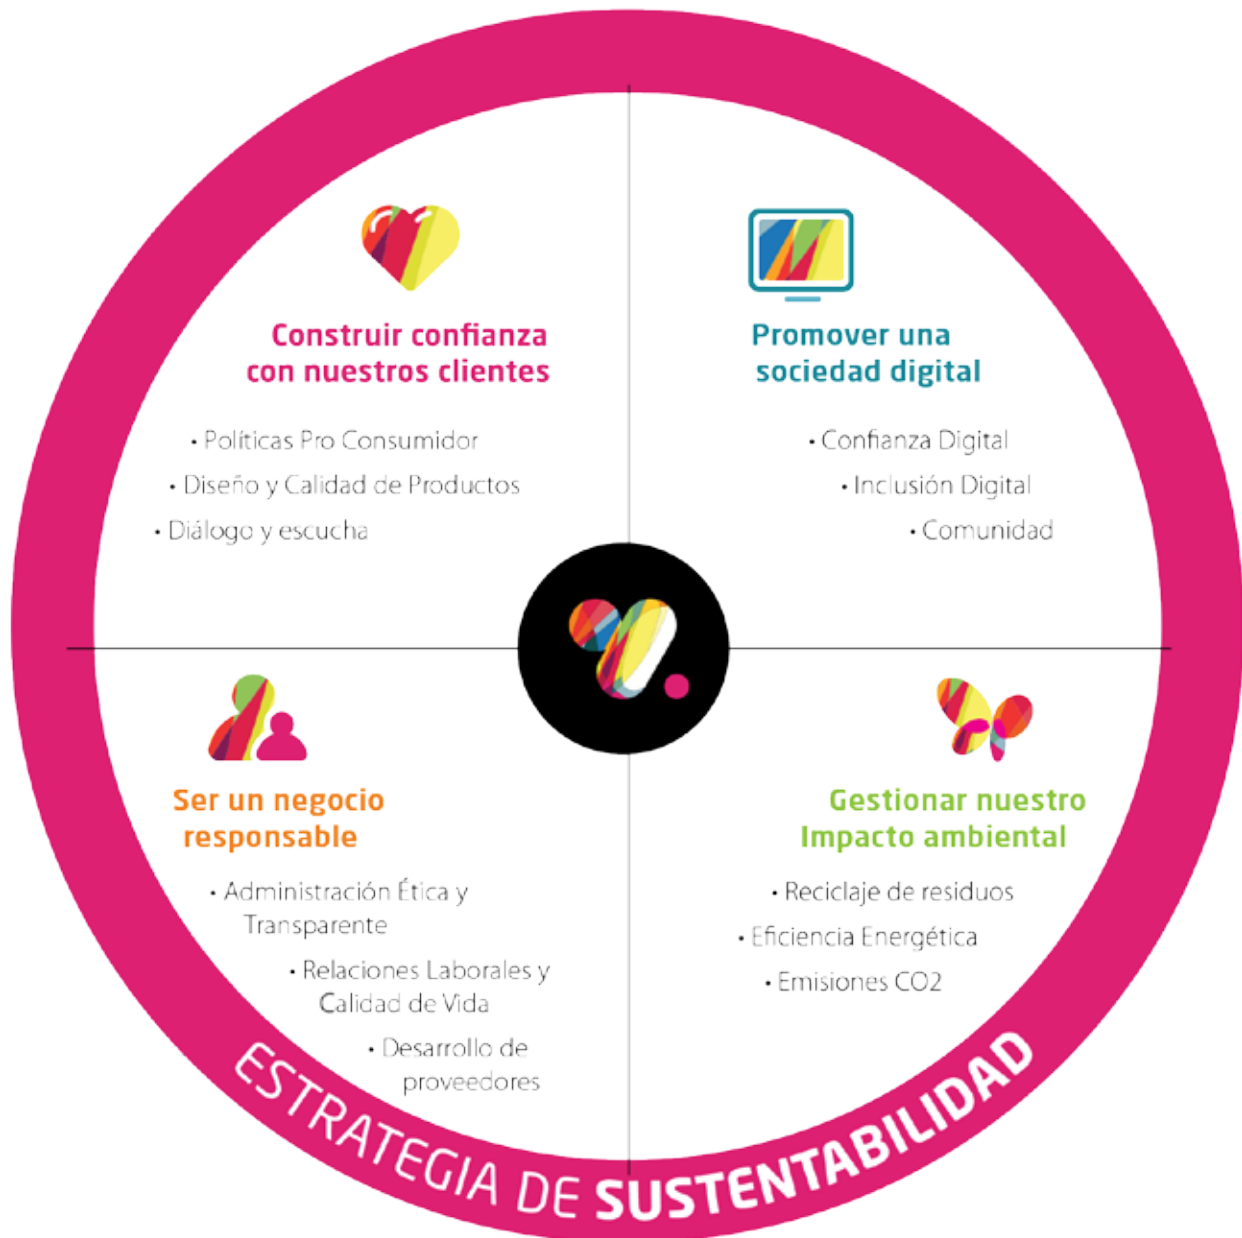 Construir confianza
con nuestros clientes
• Políticas Pro Consumidor
• Diseño y Calidad de Productos
• Diálogo y escucha
Promover una
sociedad digital
• Confianza Digital
• Inclusión Digital
• Comunidad
Ser un negocio
responsable
• Administración Ética y
Transparente
• Relaciones Laborales y
Calidad de Vida
• Desarrollo de
proveedores
Gestionar nuestro
Impacto ambiental
• Reciclaje de residuos
• Eficiencia Energética
• Emisiones CO2
ESTRATEGIA DE SUSTENTABILIDAD